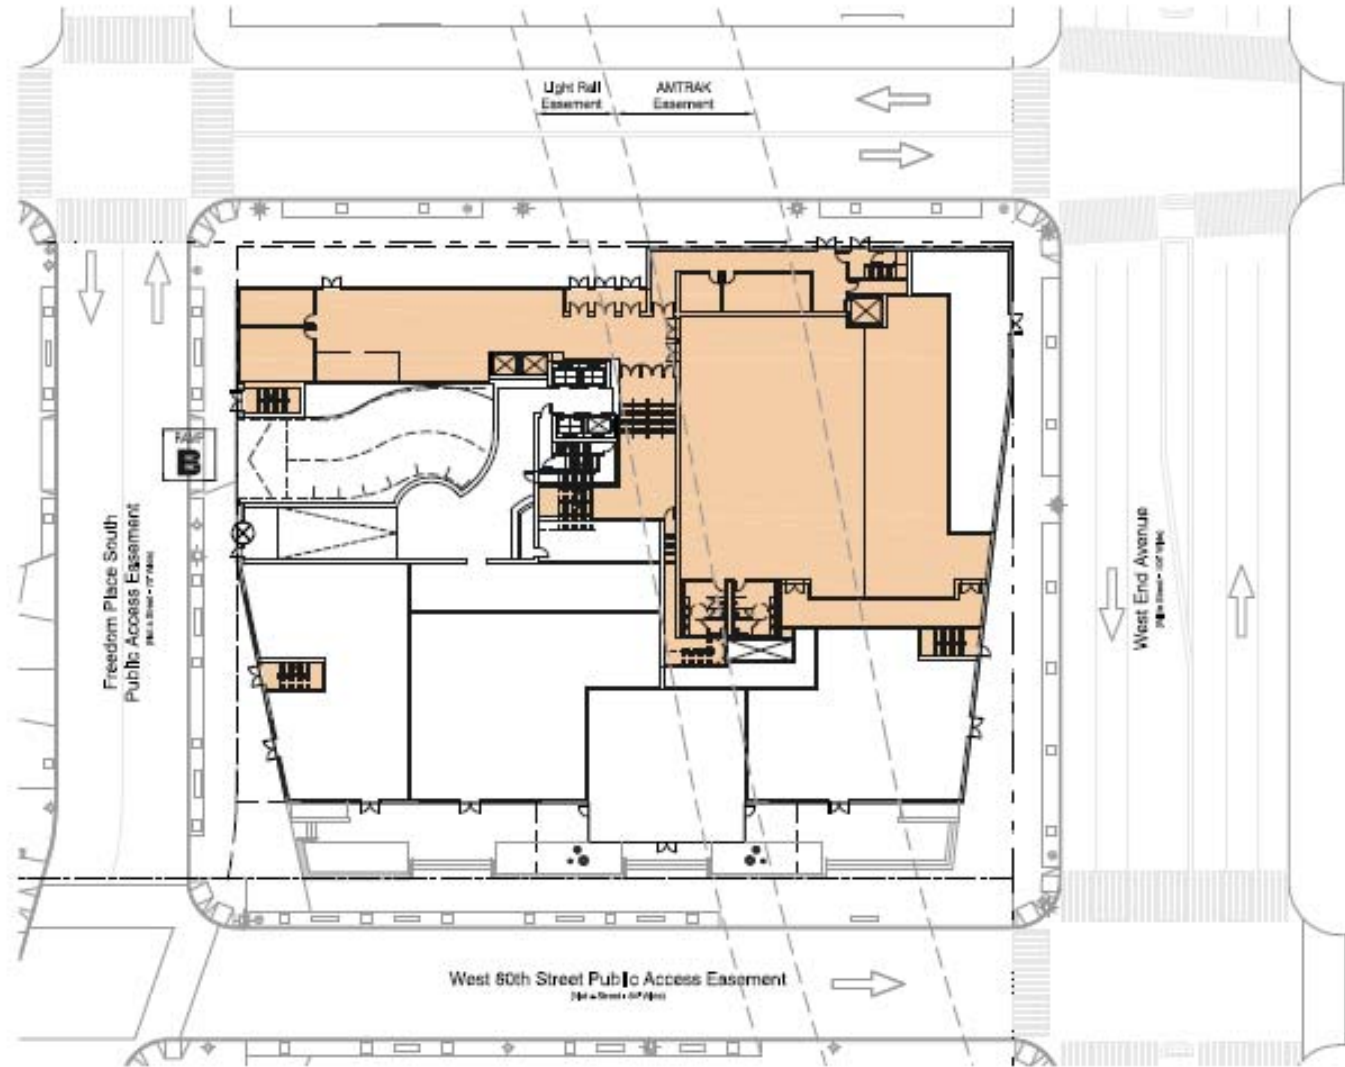 Light Rail
Easement
AMTRAK
Easement
RAMP
B
Freedom Place South
Public Access Easement
West End Avenue
West 60th Street Public Access Easement